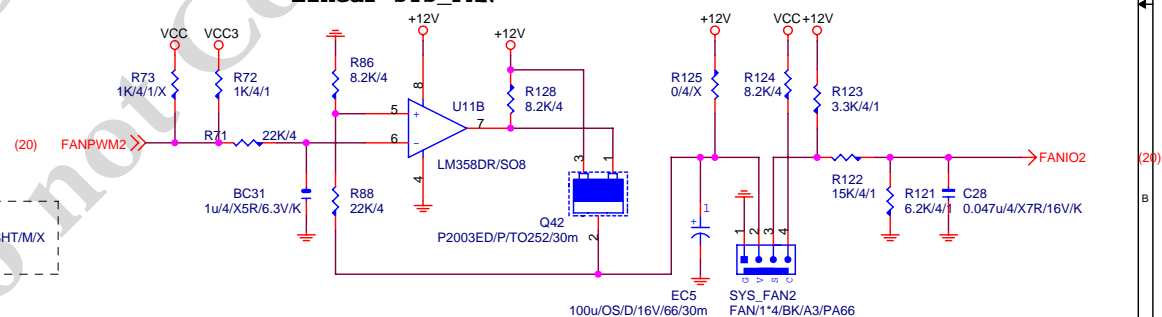 Linear SYS_FAN
+12V
+12V
+12V
VCC
+12V
VCC
VCC3
R73
1K/4/1/X
R72
1K/4/1
R86
8.2K/4
8
U11B
R128
8.2K/4
R125
0/4/X
R124
8.2K/4
R123
3.3K/4/1
5
+
6
-
7
LM358DR/SO8
4
(20)
FANPWM2
R71
22K/4
3
1
FANIO2
(20)
BC31
1u/4/X5R/6.3V/K
R88
22K/4
Q42
P2003ED/P/TO252/30m
2
R122
15K/4/1
R121
6.2K/4/1
C28
0.047u/4/X7R/16V/K
B
+
1
1
2
3
4
G
V
S
C
EC5
100u/OS/D/16V/66/30m
SYS_FAN2
FAN/1*4/BK/A3/PA66
HT/M/X
o not Co